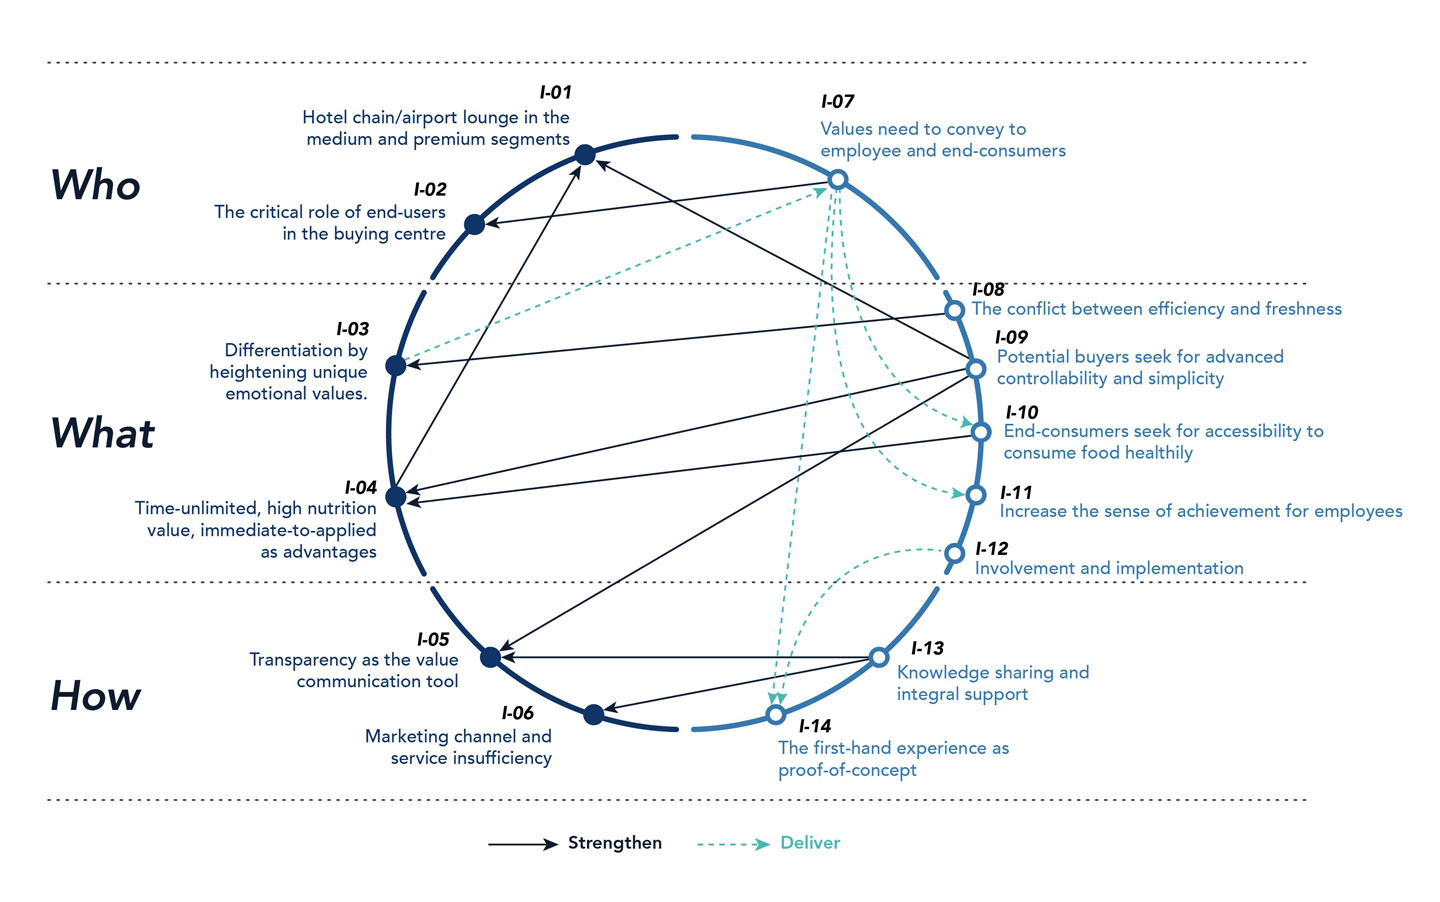 I-01
Hotel chain/airport lounge in the
medium and premium segments
I-07
Values need to convey to
employee and end-consumers
Who
I-02
The critical role of end-users
in the buying centre
I-08
The conflict between efficiency and freshness
I-03
Differentiation by
heightening unique
emotional values.
I-09
Potential buyers seek for advanced
controllability and simplicity
What
I-10
End-consumers seek for accessibility to
consume food healthily
I-04
Time-unlimited, high nutrition
value, immediate-to-applied
as advantages
I-11
Increase the sense of achievement for employees
I-12
Involvement and implementation
I-05
Transparency as the value
communication tool
I-13
Knowledge sharing and
integral support
How
I-06
Marketing channel and
service insufficiency
I-14
The first-hand experience as
proof-of-concept
Strengthen
Deliver